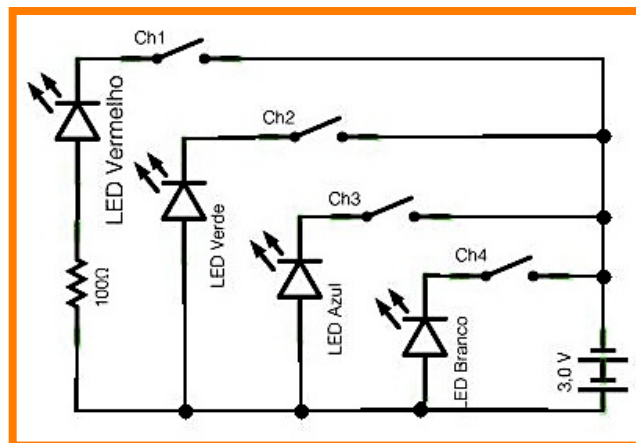 Ch1
LED Vermelho
Ch2
LED Verde
Ch3
LED Azul
Ch4
LED Branco
100Ω
3,0 V